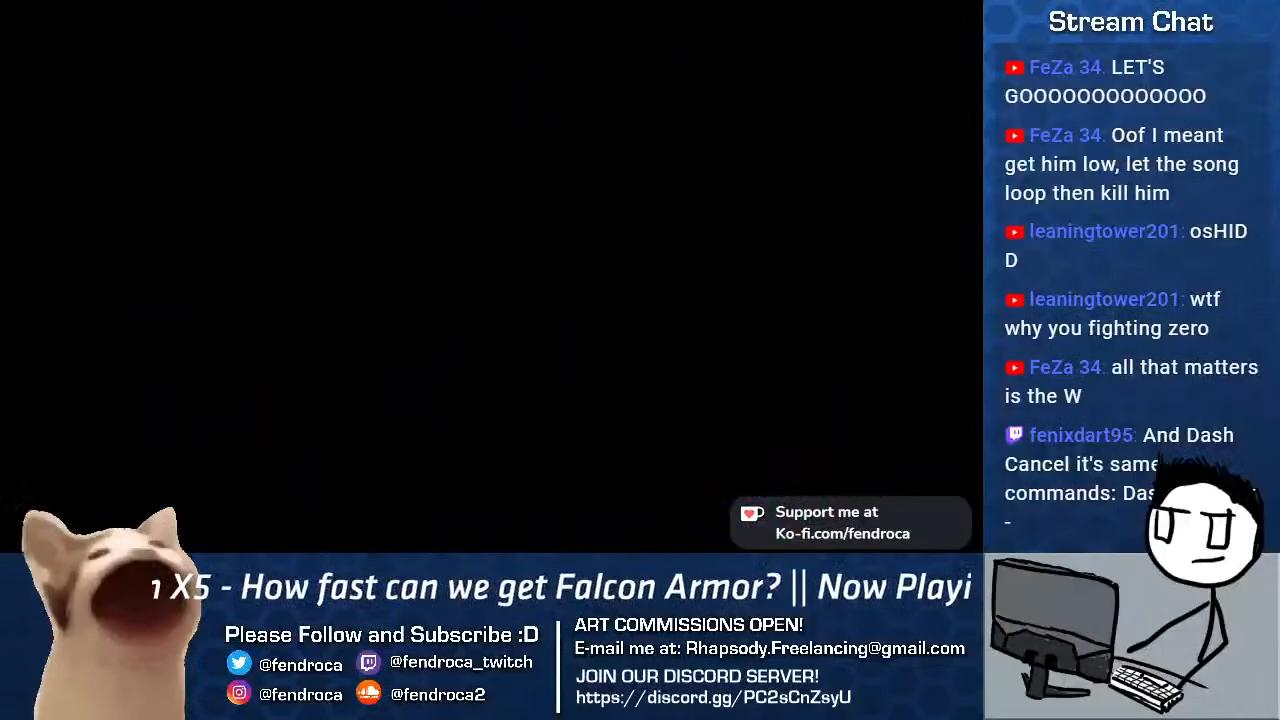 Stream Chat
FeZa 34: LET'S
GOOOOOOOOOOOOO
FeZa 34: Oof I meant
get him low, let the song
loop then kill him
leaningtower201: osHID
D
leaningtower201: wtf
why you fighting zero
FeZa 34: all that matters
is the W
fenixdart95: And Dash
Cancel it's same
commands: Das
-
Support me at
Ko-fi.com/fendroca
X5 - How fast can we get Falcon Armor? || Now Playi
Please Follow and Subscribe :D
@fendroca
@fendroca_twitch
@fendroca
@fendroca2
ART COMMISSIONS OPEN!
E-mail me at: Rhapsody.Freelancing@gmail.com
JOIN OUR DISCORD SERVER!
https://discord.gg/PC2sCnZsyU